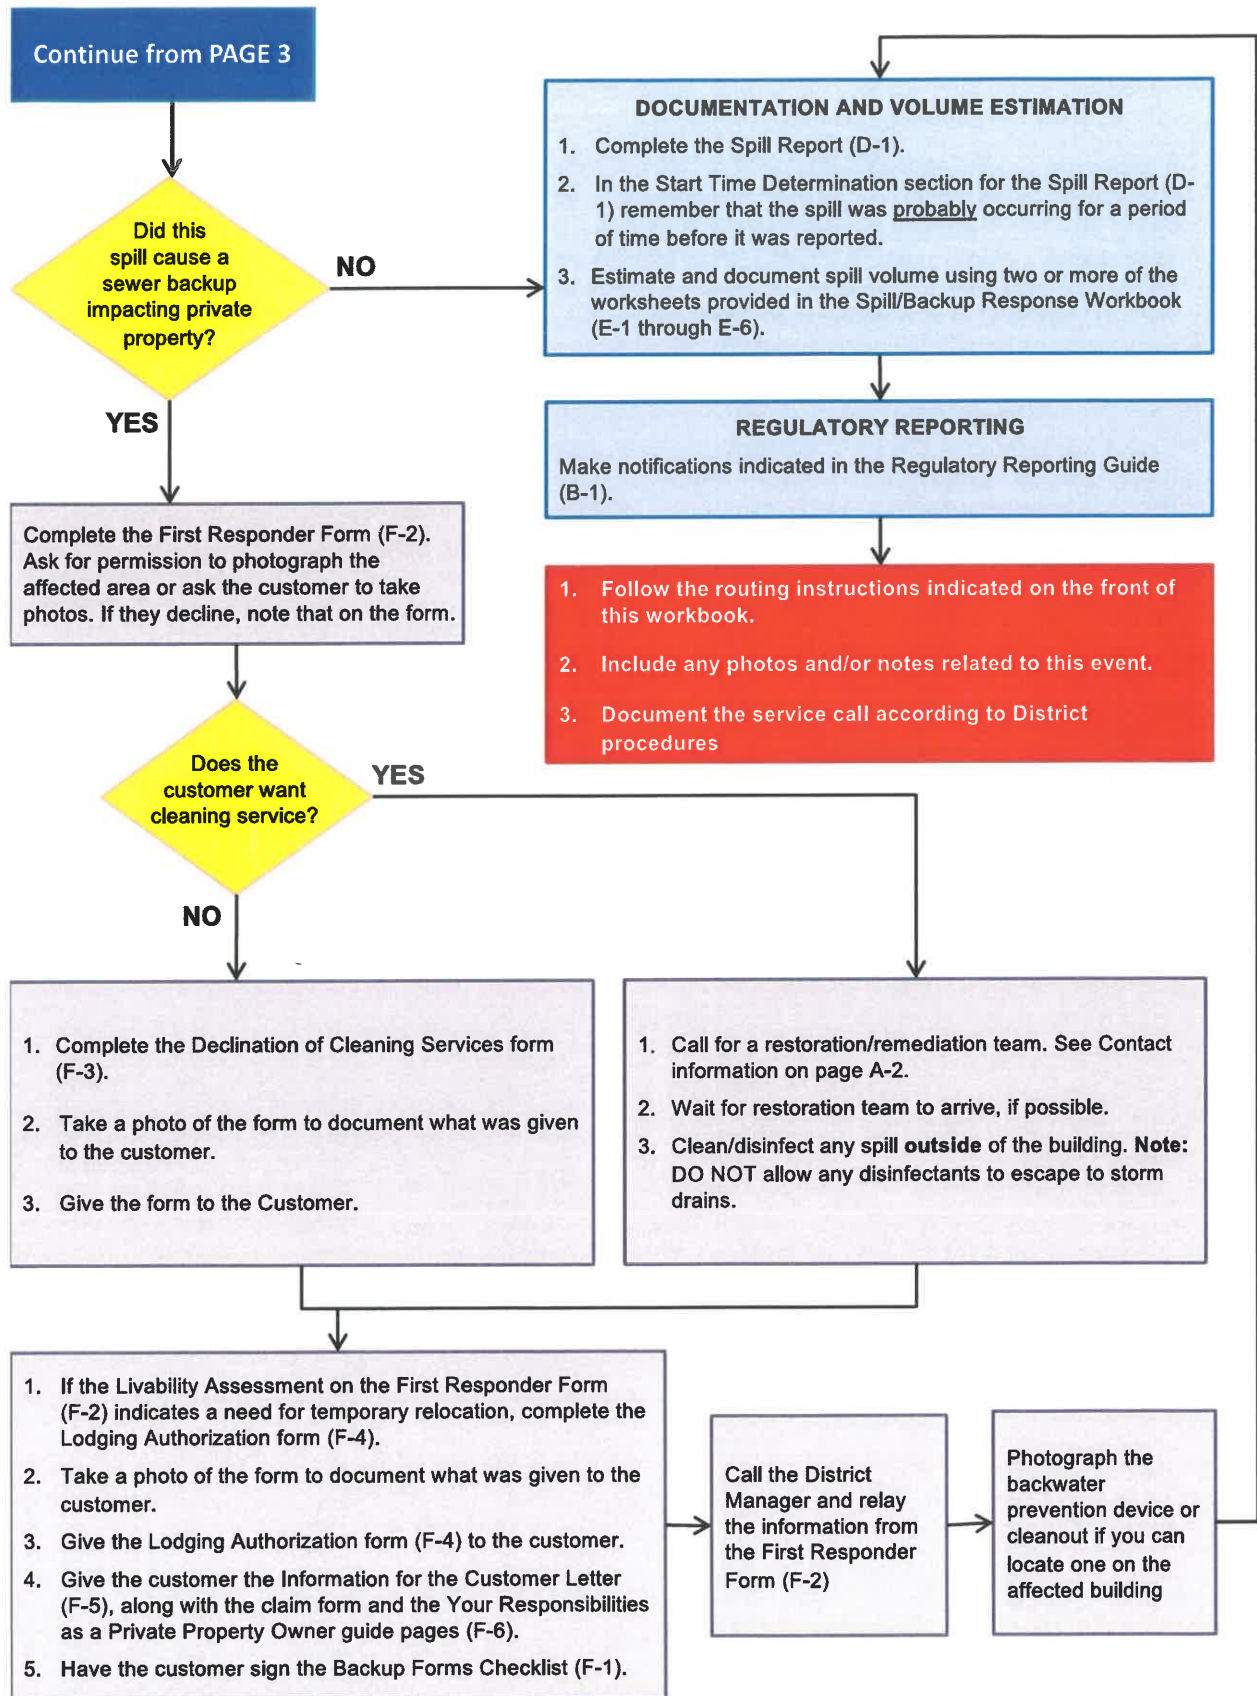 Continue from PAGE 3
Did this
spill cause a
sewer backup
impacting private
property?
NO
YES
DOCUMENTATION AND VOLUME ESTIMATION
1. Complete the Spill Report (D-1).
2. In the Start Time Determination section for the Spill Report (D-
1) remember that the spill was probably occurring for a period
of time before it was reported.
3. Estimate and document spill volume using two or more of the
worksheets provided in the Spill/Backup Response Workbook
(E-1 through E-6).
REGULATORY REPORTING
Make notifications indicated in the Regulatory Reporting Guide
(B-1).
1. Follow the routing instructions indicated on the front of
this workbook.
2. Include any photos and/or notes related to this event.
3. Document the service call according to District
procedures
Complete the First Responder Form (F-2).
Ask for permission to photograph the
affected area or ask the customer to take
photos. If they decline, note that on the form.
Does the
customer want
cleaning service?
YES
NO
1. Complete the Declination of Cleaning Services form
(F-3).
2. Take a photo of the form to document what was given
to the customer.
3. Give the form to the Customer.
1. Call for a restoration/remediation team. See Contact
information on page A-2.
2. Wait for restoration team to arrive, if possible.
3. Clean/disinfect any spill outside of the building. Note:
DO NOT allow any disinfectants to escape to storm
drains.
1. If the Livability Assessment on the First Responder Form
(F-2) indicates a need for temporary relocation, complete the
Lodging Authorization form (F-4).
2. Take a photo of the form to document what was given to the
customer.
3. Give the Lodging Authorization form (F-4) to the customer.
4. Give the customer the Information for the Customer Letter
(F-5), along with the claim form and the Your Responsibilities
as a Private Property Owner guide pages (F-6).
5. Have the customer sign the Backup Forms Checklist (F-1).
Call the District
Manager and relay
the information from
the First Responder
Form (F-2)
Photograph the
backwater
prevention device or
cleanout if you can
locate one on the
affected building